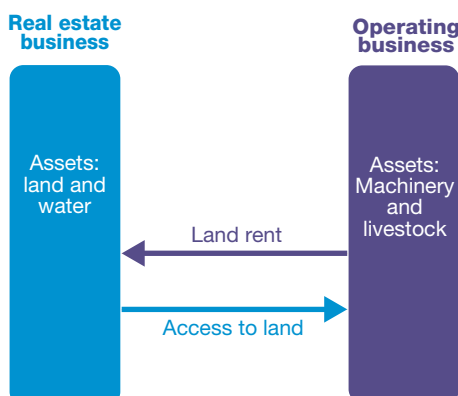 Real estate
business
Operating
business
Assets:
land and
water
Assets:
Machinery
and
livestock
Land rent
Access to land